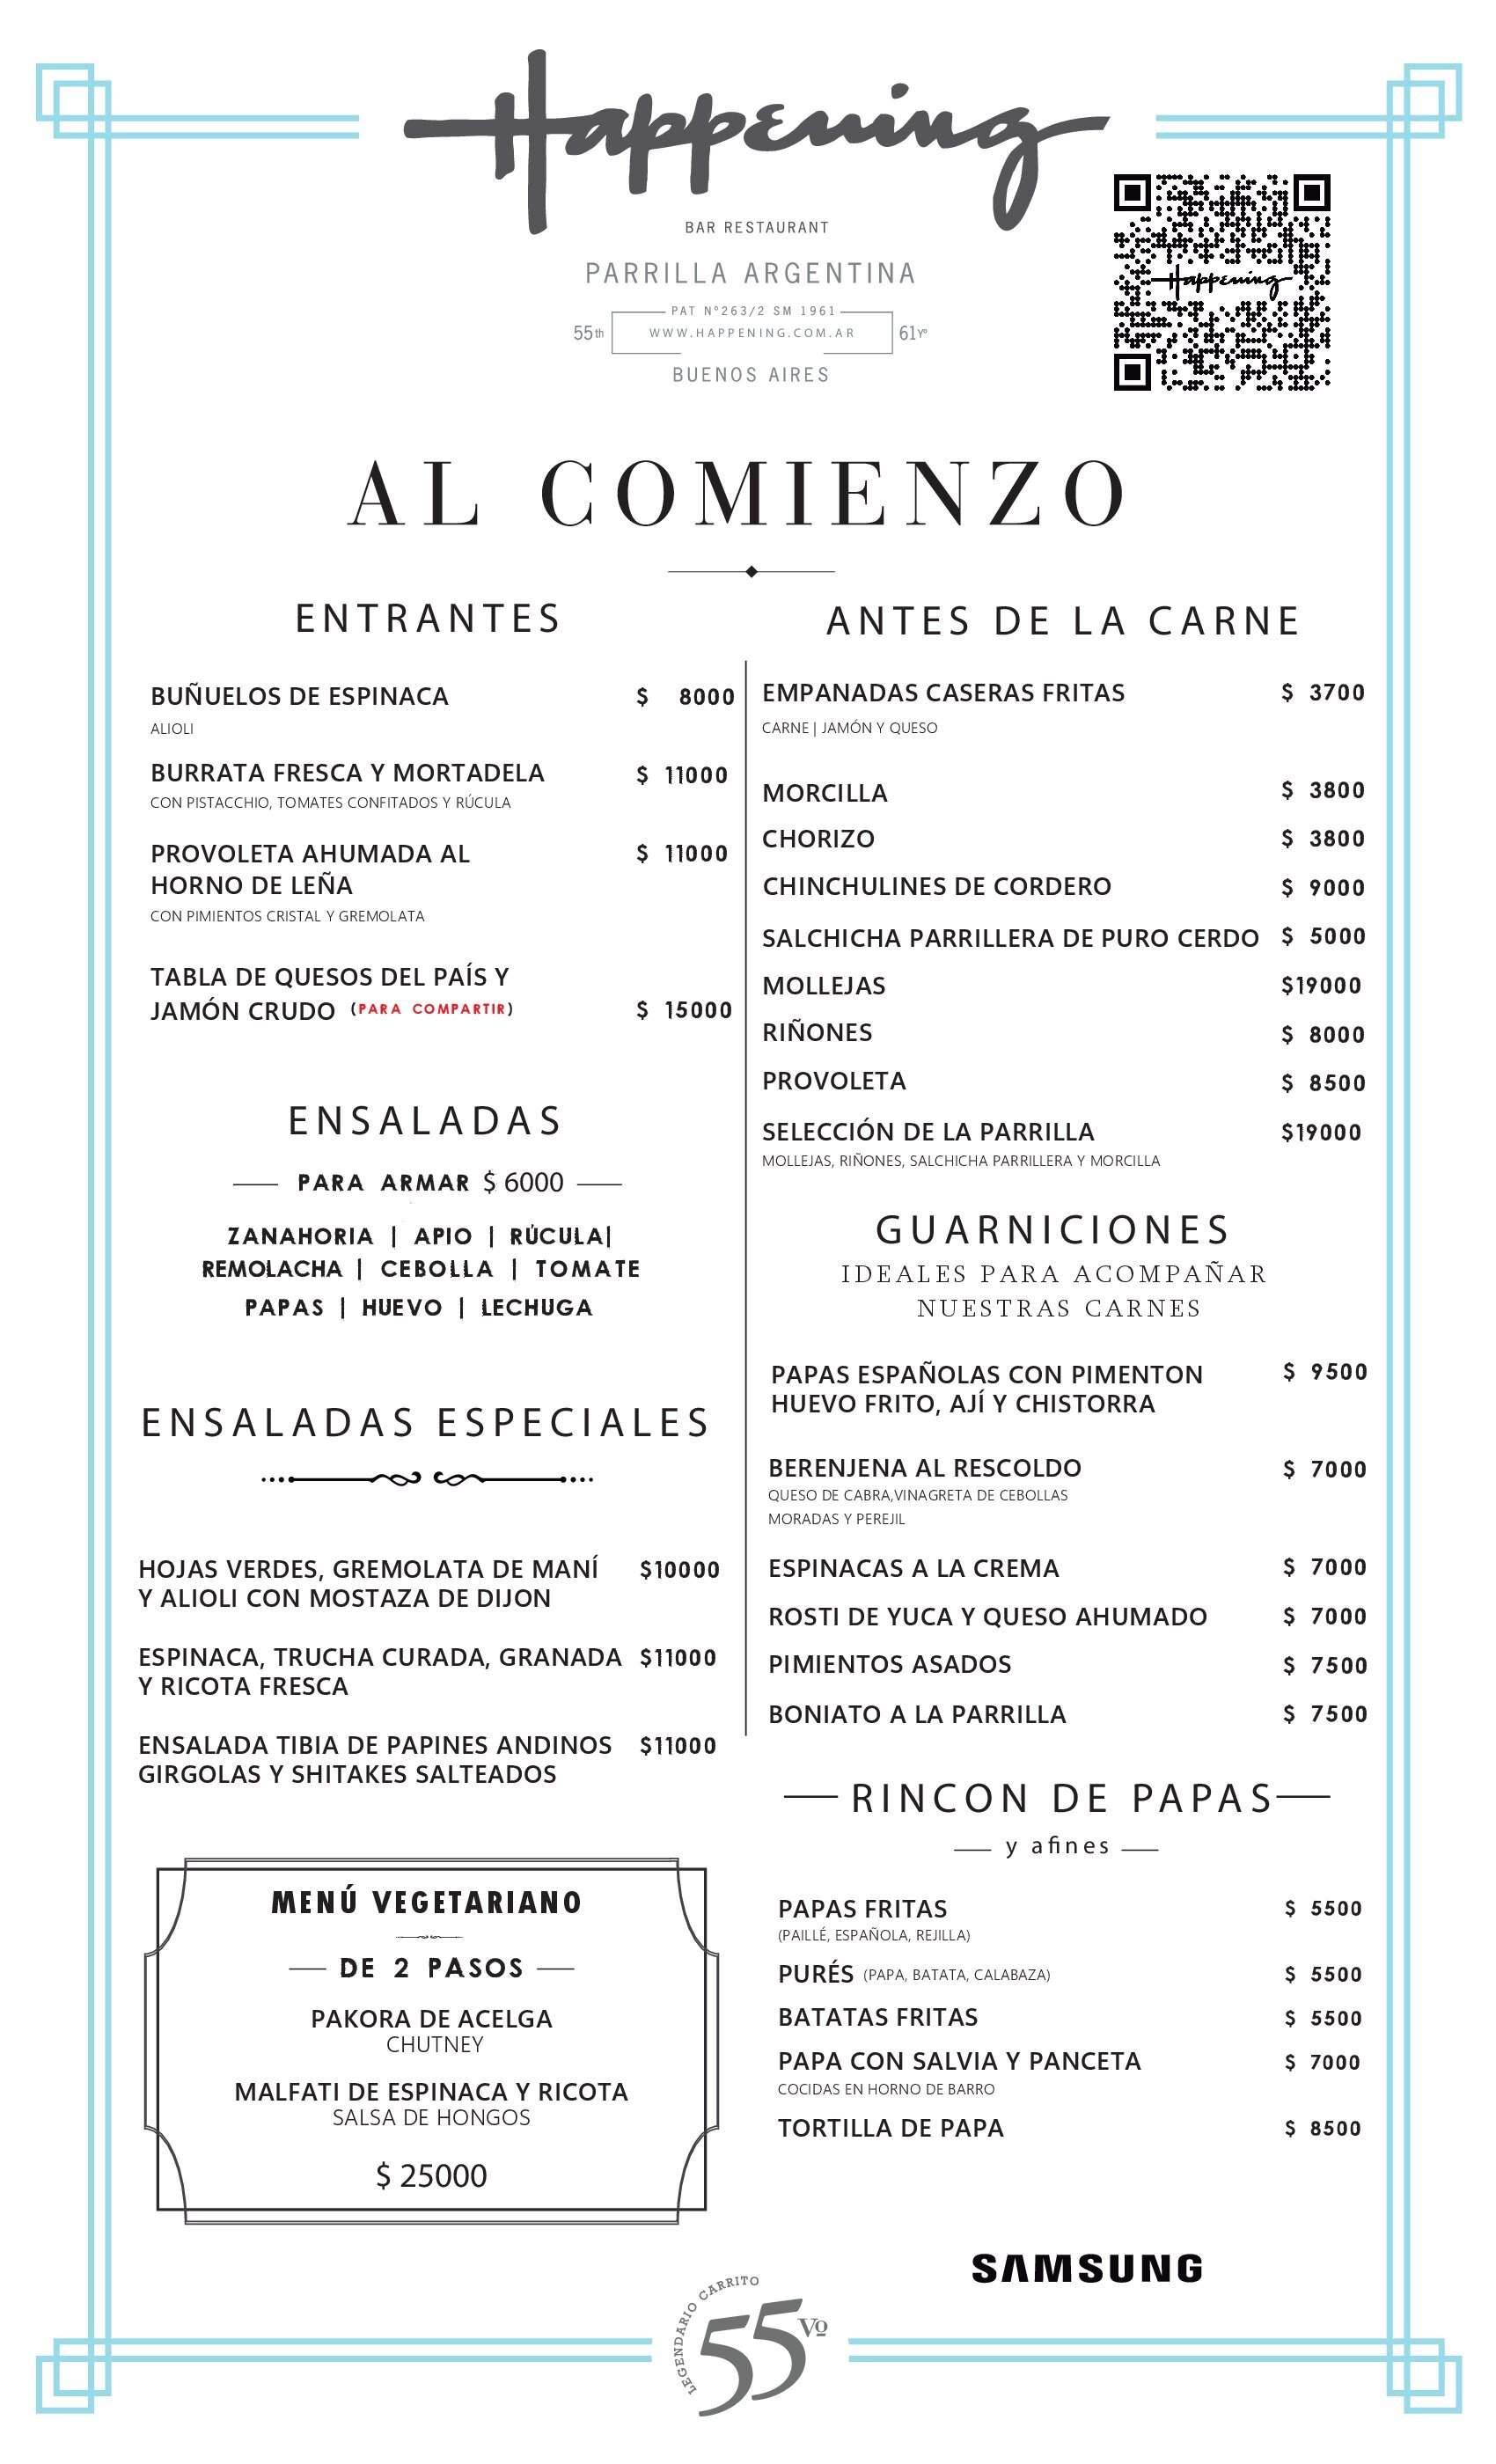 Happening
BAR RESTAURANT
PARRILLA ARGENTINA
PAT N°263/2 SM 1961
55th WWW.HAPPENING.COM.AR 61Yº
BUENOS AIRES
Happening
AL COMIENZO
ENTRANTES
BUÑUELOS DE ESPINACA $ 8000
ALIOLI
BURRATA FRESCA Y MORTADELA $ 11000
CON PISTACCHIO, TOMATES CONFITADOS Y RÚCULA
PROVOLETA AHUMADA AL $ 11000
HORNO DE LEÑA
CON PIMIENTOS CRISTAL Y GREMOLATA
TABLA DE QUESOS DEL PAÍS Y
JAMÓN CRUDO (PARA COMPARTIR) $ 15000
ENSALADAS
PARA ARMAR $ 6000
ZANAHORIA | APIO | RÚCULA|
REMOLACHA | CEBOLLA | TOMATE
PAPAS | HUEVO | LECHUGA
ENSALADAS ESPECIALES
HOJAS VERDES, GREMOLATA DE MANÍ $10000
Y ALIOLI CON MOSTAZA DE DIJON
ESPINACA, TRUCHA CURADA, GRANADA $11000
Y RICOTA FRESCA
ENSALADA TIBIA DE PAPINES ANDINOS $11000
GIRGOLAS Y SHITAKES SALTEADOS
MENÚ VEGETARIANO
DE 2 PASOS
PAKORA DE ACELGA
CHUTNEY
MALFATI DE ESPINACA Y RICOTA
SALSA DE HONGOS
$ 25000
ANTES DE LA CARNE
EMPANADAS CASERAS FRITAS $ 3700
CARNE | JAMÓN Y QUESO
MORCILLA $ 3800
CHORIZO $ 3800
CHINCHULINES DE CORDERO $ 9000
SALCHICHA PARRILLERA DE PURO CERDO $ 5000
MOLLEJAS $19000
RIÑONES $ 8000
PROVOLETA $ 8500
SELECCIÓN DE LA PARRILLA $19000
MOLLEJAS, RIÑONES, SALCHICHA PARRILLERA Y MORCILLA
GUARNICIONES
IDEALES PARA ACOMPAÑAR
NUESTRAS CARNES
PAPAS ESPAÑOLAS CON PIMENTON $ 9500
HUEVO FRITO, AJÍ Y CHISTORRA
BERENJENA AL RESCOLDO $ 7000
QUESO DE CABRA,VINAGRETA DE CEBOLLAS
MORADAS Y PEREJIL
ESPINACAS A LA CREMA $ 7000
ROSTI DE YUCA Y QUESO AHUMADO $ 7000
PIMIENTOS ASADOS $ 7500
BONIATO A LA PARRILLA $ 7500
RINCON DE PAPAS
y afines
PAPAS FRITAS $ 5500
(PAILLÉ, ESPAÑOLA, REJILLA)
PURÉS (PAPA, BATATA, CALABAZA) $ 5500
BATATAS FRITAS $ 5500
PAPA CON SALVIA Y PANCETA $ 7000
COCIDAS EN HORNO DE BARRO
TORTILLA DE PAPA $ 8500
SAMSUNG
LEGENDARIO CARRITO
55 Vº